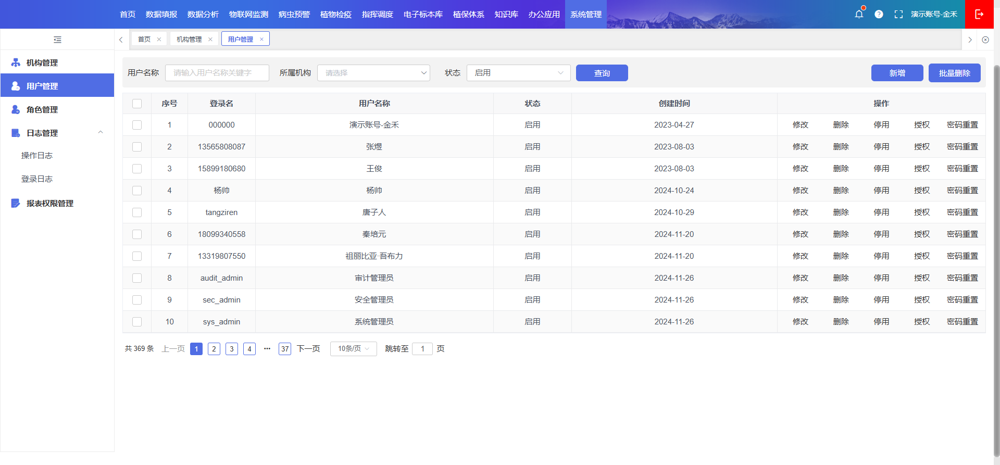 首页 数据填报 数据分析 物联网监测 病虫预警 植物检疫 指挥调度 电子标本库 植保体系 知识库 办公应用 系统管理 演示账号-金禾
首页 机构管理 用户管理
机构管理
用户管理
角色管理
日志管理
操作日志
登录日志
报表权限管理
用户名称 请输入用户名称关键字 所属机构 请选择 状态 启用 查询 新增 批量删除
序号 登录名 用户名称 状态 创建时间 操作
1 000000 演示账号-金禾 启用 2023-04-27 修改 删除 停用 授权 密码重置
2 13565808087 张煜 启用 2023-08-03 修改 删除 停用 授权 密码重置
3 15899180680 王俊 启用 2023-08-03 修改 删除 停用 授权 密码重置
4 杨帅 杨帅 启用 2024-10-24 修改 删除 停用 授权 密码重置
5 tangziren 唐子人 启用 2024-10-29 修改 删除 停用 授权 密码重置
6 18099340558 秦培元 启用 2024-11-20 修改 删除 停用 授权 密码重置
7 13319807550 祖丽比亚·吾布力 启用 2024-11-20 修改 删除 停用 授权 密码重置
8 audit_admin 审计管理员 启用 2024-11-26 修改 删除 停用 授权 密码重置
9 sec_admin 安全管理员 启用 2024-11-26 修改 删除 停用 授权 密码重置
10 sys_admin 系统管理员 启用 2024-11-26 修改 删除 停用 授权 密码重置
共 369 条 上一页 1 2 3 4 ••• 37 下一页 10条/页 跳转至 1 页